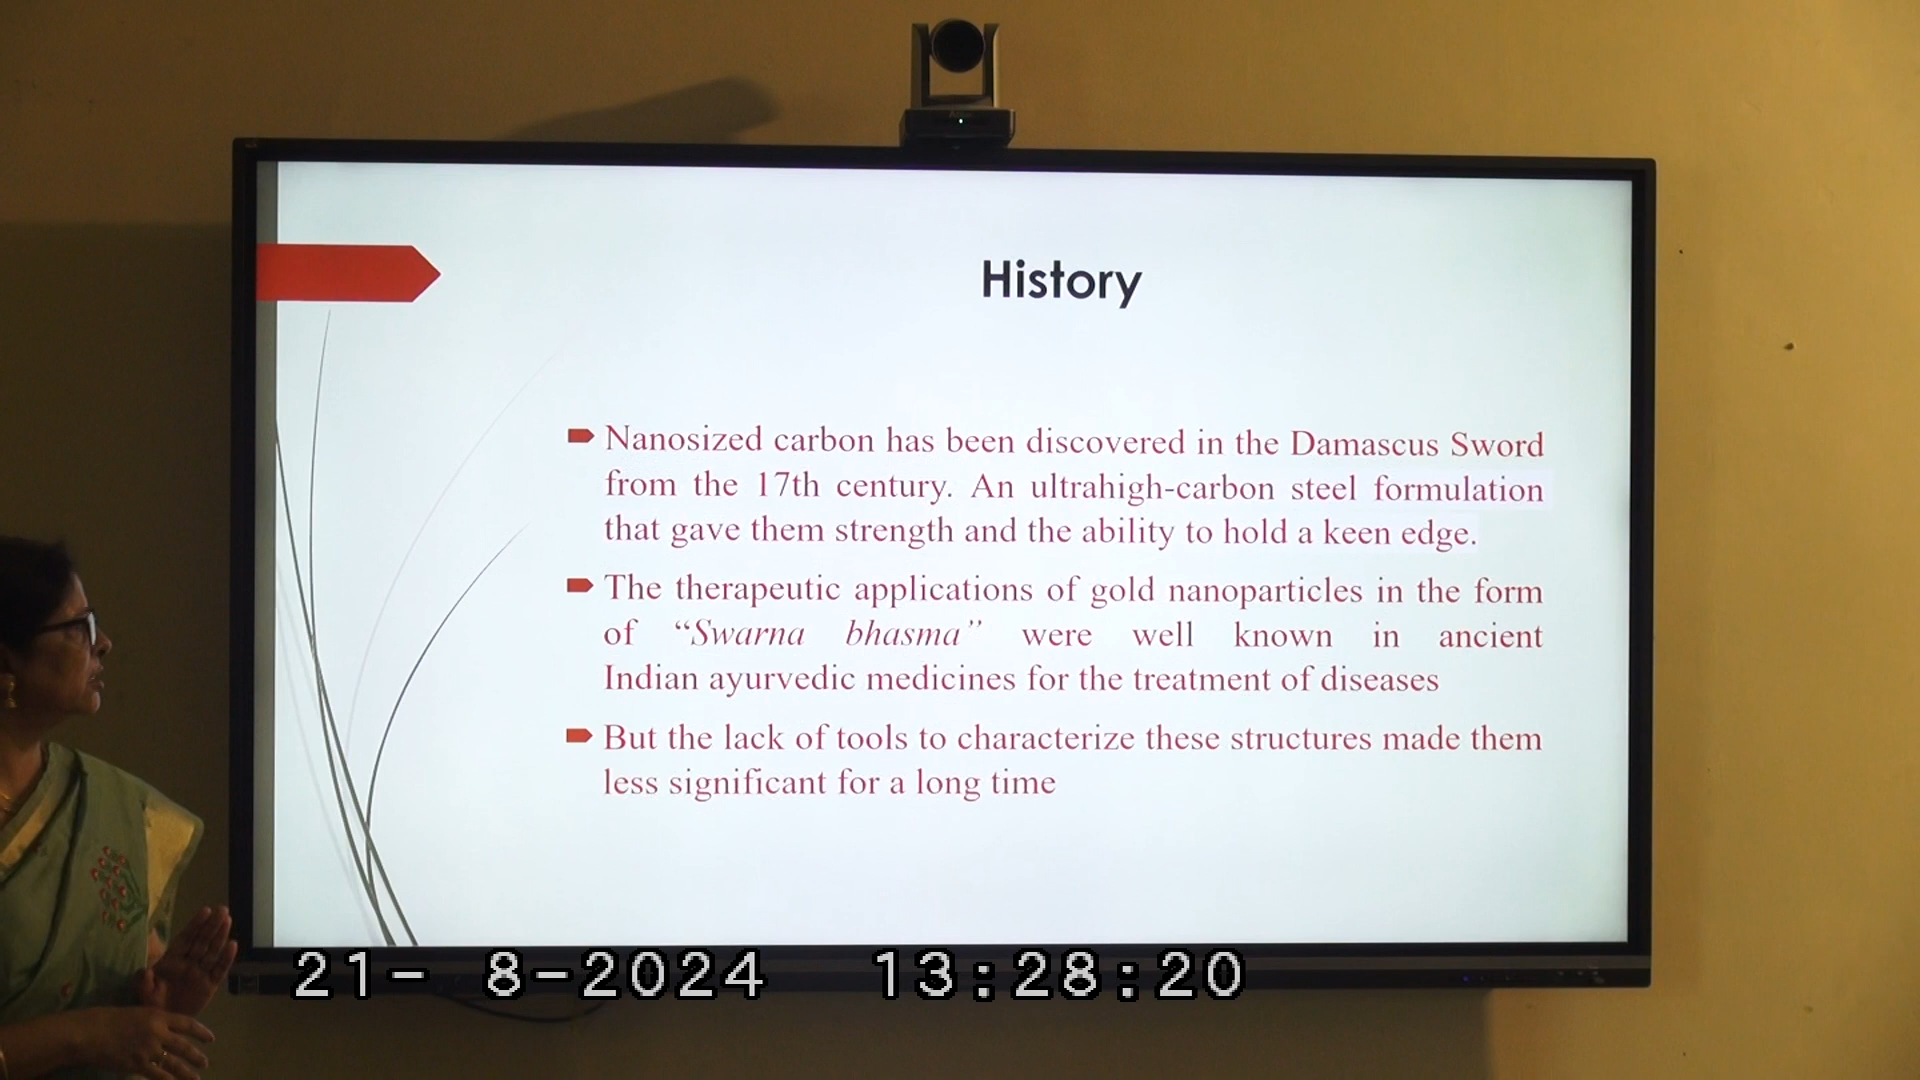 History
Nanosized carbon has been discovered in the Damascus Sword
from the 17th century. An ultrahigh-carbon steel formulation
that gave them strength and the ability to hold a keen edge.
The therapeutic applications of gold nanoparticles in the form
of “Swarna bhasma” were well known in ancient
Indian ayurvedic medicines for the treatment of diseases
But the lack of tools to characterize these structures made them
less significant for a long time
21- 8-2024 13:28:20